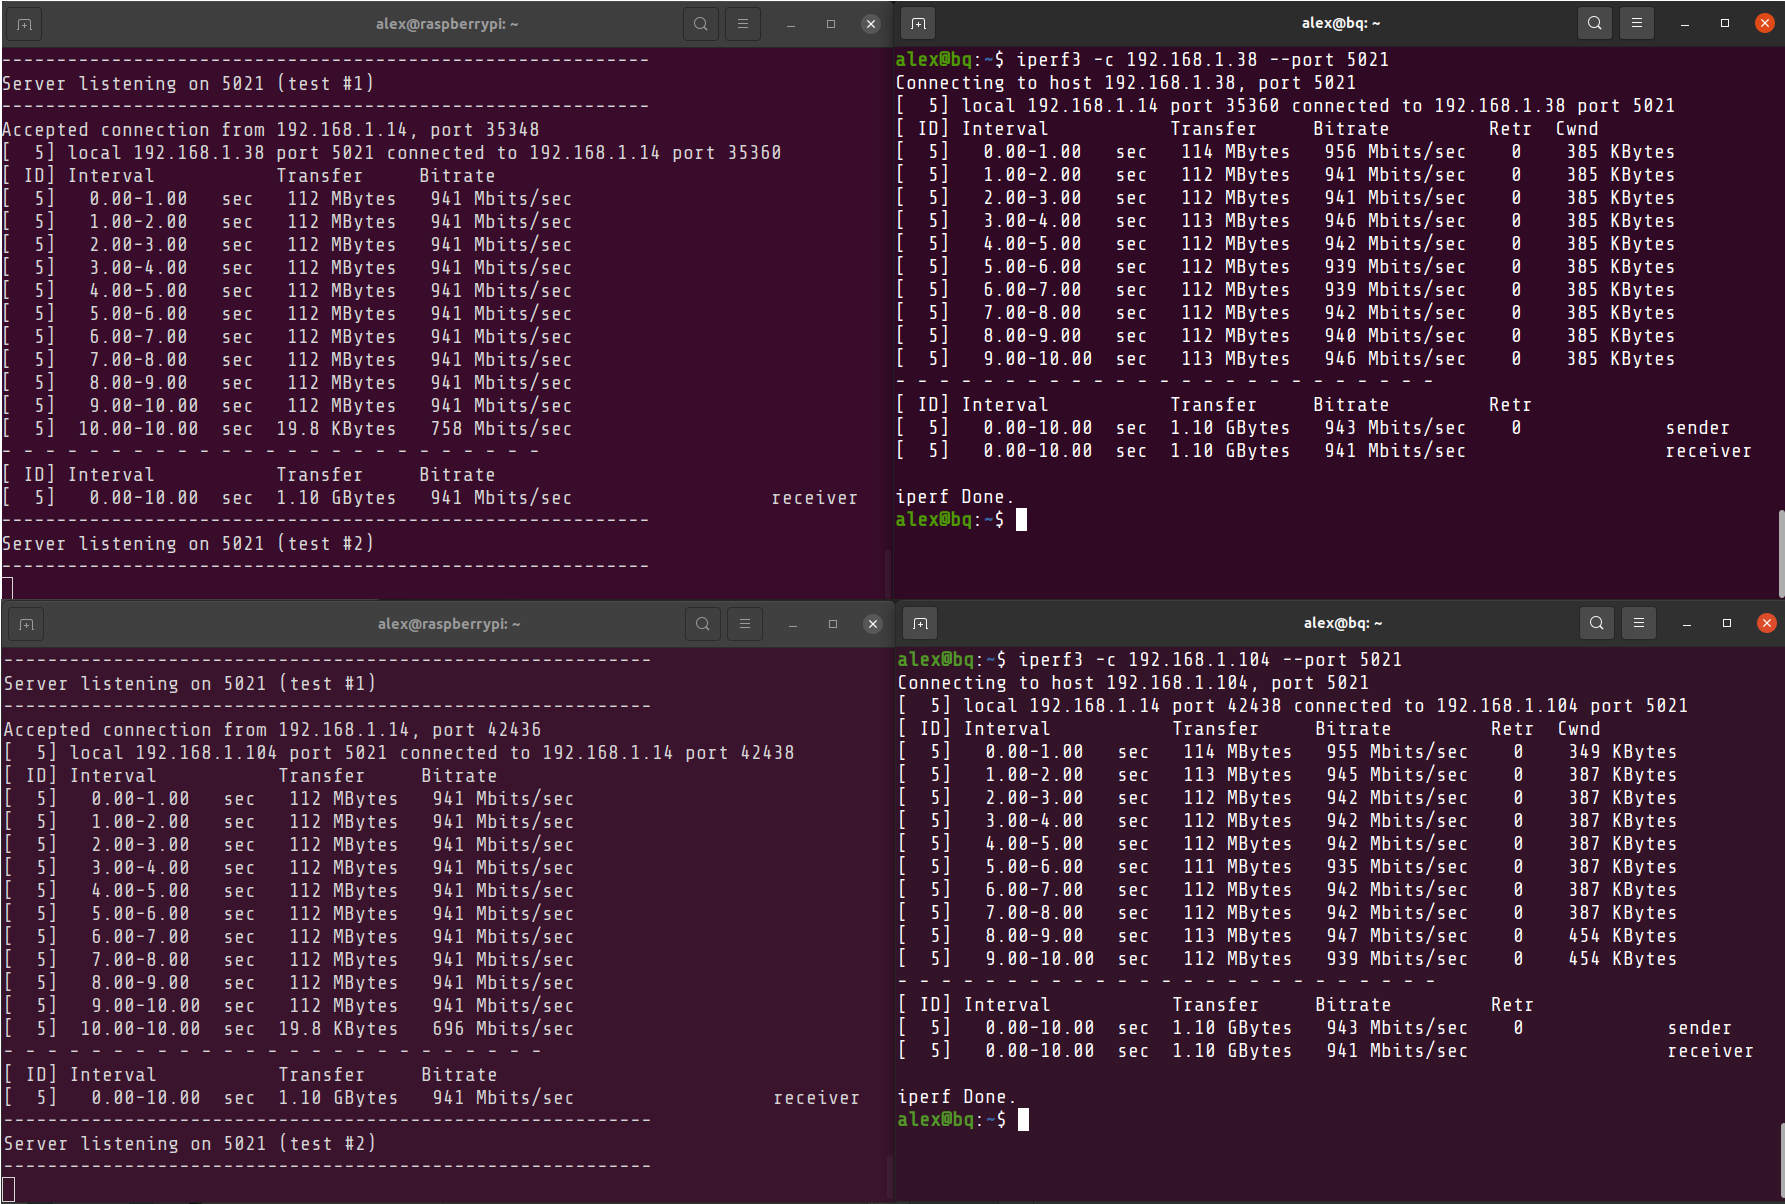 alex@raspberrypi: ~
------------------------------------------------------------
Server listening on 5021 (test #1)
------------------------------------------------------------
Accepted connection from 192.168.1.14, port 35348
[  5] local 192.168.1.38 port 5021 connected to 192.168.1.14 port 35360
[ ID] Interval           Transfer     Bitrate
[  5]   0.00-1.00   sec   112 MBytes   941 Mbits/sec
[  5]   1.00-2.00   sec   112 MBytes   941 Mbits/sec
[  5]   2.00-3.00   sec   112 MBytes   941 Mbits/sec
[  5]   3.00-4.00   sec   112 MBytes   941 Mbits/sec
[  5]   4.00-5.00   sec   112 MBytes   941 Mbits/sec
[  5]   5.00-6.00   sec   112 MBytes   941 Mbits/sec
[  5]   6.00-7.00   sec   112 MBytes   941 Mbits/sec
[  5]   7.00-8.00   sec   112 MBytes   941 Mbits/sec
[  5]   8.00-9.00   sec   112 MBytes   941 Mbits/sec
[  5]   9.00-10.00  sec   112 MBytes   941 Mbits/sec
[  5]  10.00-10.00  sec  19.8 KBytes   758 Mbits/sec
- - - - - - - - - - - - - - - - - - - - - - - - -
[ ID] Interval           Transfer     Bitrate
[  5]   0.00-10.00  sec  1.10 GBytes   941 Mbits/sec                  receiver
------------------------------------------------------------
Server listening on 5021 (test #2)
------------------------------------------------------------
alex@bq: ~
alex@bq:~$ iperf3 -c 192.168.1.38 --port 5021
Connecting to host 192.168.1.38, port 5021
[  5] local 192.168.1.14 port 35360 connected to 192.168.1.38 port 5021
[ ID] Interval           Transfer     Bitrate         Retr  Cwnd
[  5]   0.00-1.00   sec   114 MBytes   956 Mbits/sec    0    385 KBytes
[  5]   1.00-2.00   sec   112 MBytes   941 Mbits/sec    0    385 KBytes
[  5]   2.00-3.00   sec   112 MBytes   941 Mbits/sec    0    385 KBytes
[  5]   3.00-4.00   sec   113 MBytes   946 Mbits/sec    0    385 KBytes
[  5]   4.00-5.00   sec   112 MBytes   942 Mbits/sec    0    385 KBytes
[  5]   5.00-6.00   sec   112 MBytes   939 Mbits/sec    0    385 KBytes
[  5]   6.00-7.00   sec   112 MBytes   939 Mbits/sec    0    385 KBytes
[  5]   7.00-8.00   sec   112 MBytes   942 Mbits/sec    0    385 KBytes
[  5]   8.00-9.00   sec   112 MBytes   940 Mbits/sec    0    385 KBytes
[  5]   9.00-10.00  sec   113 MBytes   946 Mbits/sec    0    385 KBytes
- - - - - - - - - - - - - - - - - - - - - - - - -
[ ID] Interval           Transfer     Bitrate         Retr
[  5]   0.00-10.00  sec  1.10 GBytes   943 Mbits/sec    0             sender
[  5]   0.00-10.00  sec  1.10 GBytes   941 Mbits/sec                  receiver
iperf Done.
alex@bq:~$
alex@raspberrypi: ~
------------------------------------------------------------
Server listening on 5021 (test #1)
------------------------------------------------------------
Accepted connection from 192.168.1.14, port 42436
[  5] local 192.168.1.104 port 5021 connected to 192.168.1.14 port 42438
[ ID] Interval           Transfer     Bitrate
[  5]   0.00-1.00   sec   112 MBytes   941 Mbits/sec
[  5]   1.00-2.00   sec   112 MBytes   941 Mbits/sec
[  5]   2.00-3.00   sec   112 MBytes   941 Mbits/sec
[  5]   3.00-4.00   sec   112 MBytes   941 Mbits/sec
[  5]   4.00-5.00   sec   112 MBytes   941 Mbits/sec
[  5]   5.00-6.00   sec   112 MBytes   941 Mbits/sec
[  5]   6.00-7.00   sec   112 MBytes   941 Mbits/sec
[  5]   7.00-8.00   sec   112 MBytes   941 Mbits/sec
[  5]   8.00-9.00   sec   112 MBytes   941 Mbits/sec
[  5]   9.00-10.00  sec   112 MBytes   941 Mbits/sec
[  5]  10.00-10.00  sec  19.8 KBytes   696 Mbits/sec
- - - - - - - - - - - - - - - - - - - - - - - - -
[ ID] Interval           Transfer     Bitrate
[  5]   0.00-10.00  sec  1.10 GBytes   941 Mbits/sec                  receiver
------------------------------------------------------------
Server listening on 5021 (test #2)
------------------------------------------------------------
alex@bq: ~
alex@bq:~$ iperf3 -c 192.168.1.104 --port 5021
Connecting to host 192.168.1.104, port 5021
[  5] local 192.168.1.14 port 42438 connected to 192.168.1.104 port 5021
[ ID] Interval           Transfer     Bitrate         Retr  Cwnd
[  5]   0.00-1.00   sec   114 MBytes   955 Mbits/sec    0    349 KBytes
[  5]   1.00-2.00   sec   113 MBytes   945 Mbits/sec    0    387 KBytes
[  5]   2.00-3.00   sec   112 MBytes   942 Mbits/sec    0    387 KBytes
[  5]   3.00-4.00   sec   112 MBytes   942 Mbits/sec    0    387 KBytes
[  5]   4.00-5.00   sec   112 MBytes   942 Mbits/sec    0    387 KBytes
[  5]   5.00-6.00   sec   111 MBytes   935 Mbits/sec    0    387 KBytes
[  5]   6.00-7.00   sec   112 MBytes   942 Mbits/sec    0    387 KBytes
[  5]   7.00-8.00   sec   112 MBytes   942 Mbits/sec    0    387 KBytes
[  5]   8.00-9.00   sec   113 MBytes   947 Mbits/sec    0    454 KBytes
[  5]   9.00-10.00  sec   112 MBytes   939 Mbits/sec    0    454 KBytes
- - - - - - - - - - - - - - - - - - - - - - - - -
[ ID] Interval           Transfer     Bitrate         Retr
[  5]   0.00-10.00  sec  1.10 GBytes   943 Mbits/sec    0             sender
[  5]   0.00-10.00  sec  1.10 GBytes   941 Mbits/sec                  receiver
iperf Done.
alex@bq:~$